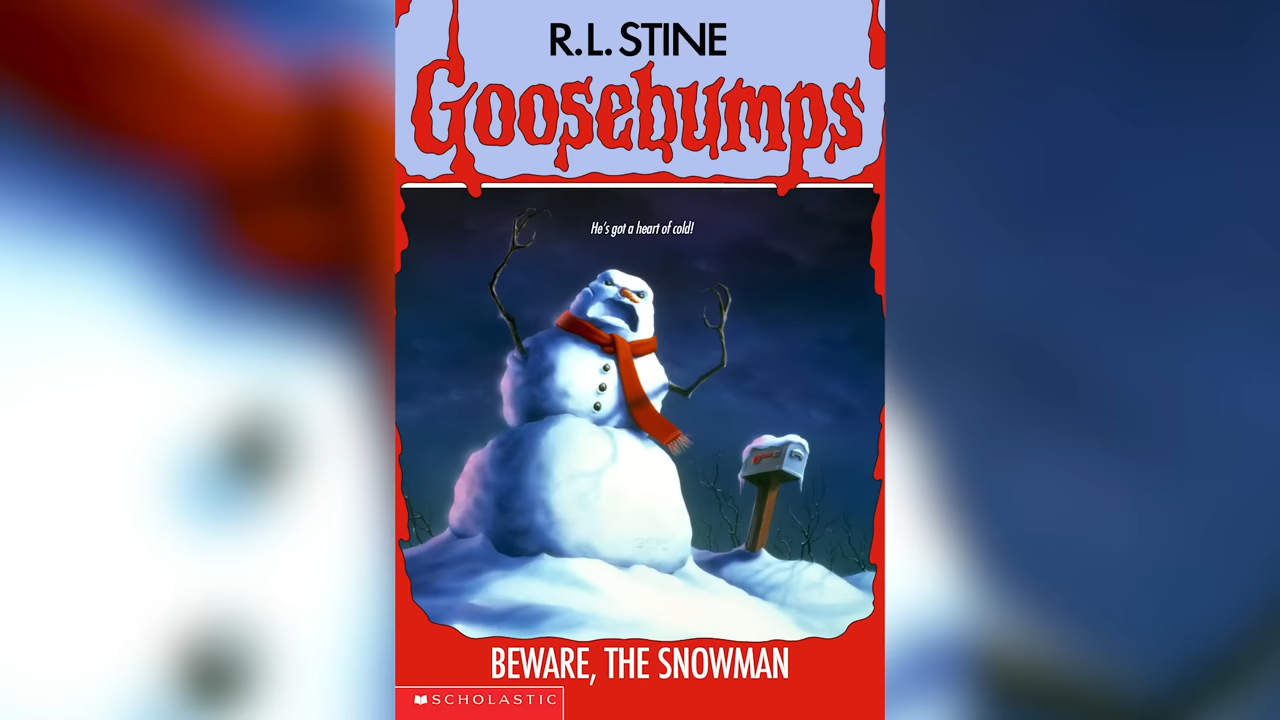 R.L. STINE
Goosebumps
He's got a heart of cold!
BEWARE, THE SNOWMAN
SCHOLASTIC